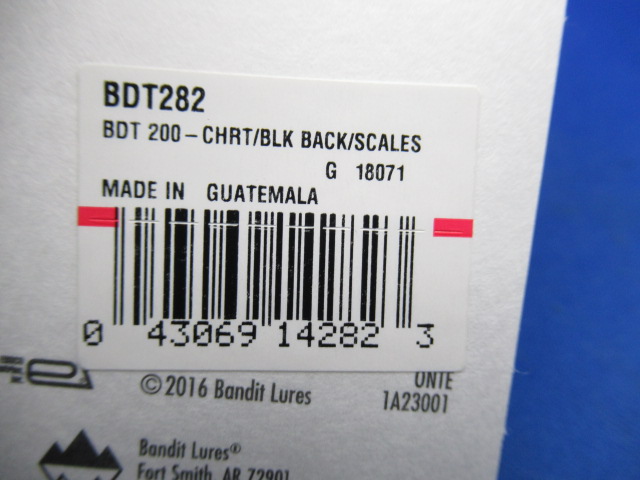 BDT282
BDT 200-CHRT/BLK BACK/SCALES
G 18071
MADE IN GUATEMALA
0 43069 14282 3
©2016 Bandit Lures
UNTE
1A23001
Bandit Lures®
Fort Smith, AR 72901